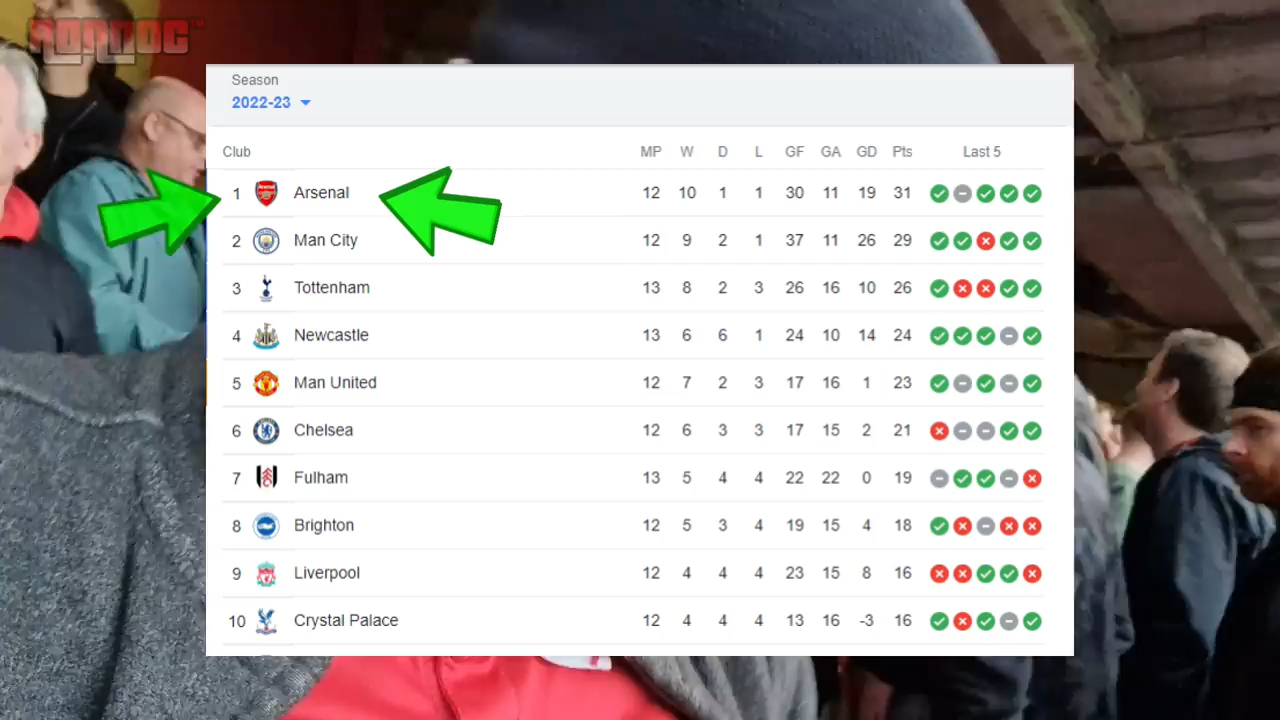 Season
2022-23
Club MP W D L GF GA GD Pts Last 5
1 Arsenal 12 10 1 1 30 11 19 31
2 Man City 12 9 2 1 37 11 26 29
3 Tottenham 13 8 2 3 26 16 10 26
4 Newcastle 13 6 6 1 24 10 14 24
5 Man United 12 7 2 3 17 16 1 23
6 Chelsea 12 6 3 3 17 15 2 21
7 Fulham 13 5 4 4 22 22 0 19
8 Brighton 12 5 3 4 19 15 4 18
9 Liverpool 12 4 4 4 23 15 8 16
10 Crystal Palace 12 4 4 4 13 16 -3 16